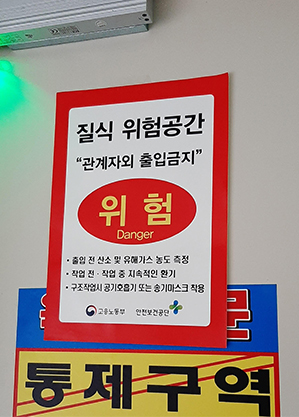 질식 위험공간
“관계자외 출입금지”
위 험
Danger
• 출입 전 산소 및 유해가스 농도 측정
• 작업 전 · 작업 중 지속적인 환기
• 구조작업시 공기호흡기 또는 송기마스크 착용
고용노동부 안전보건공단
통제구역